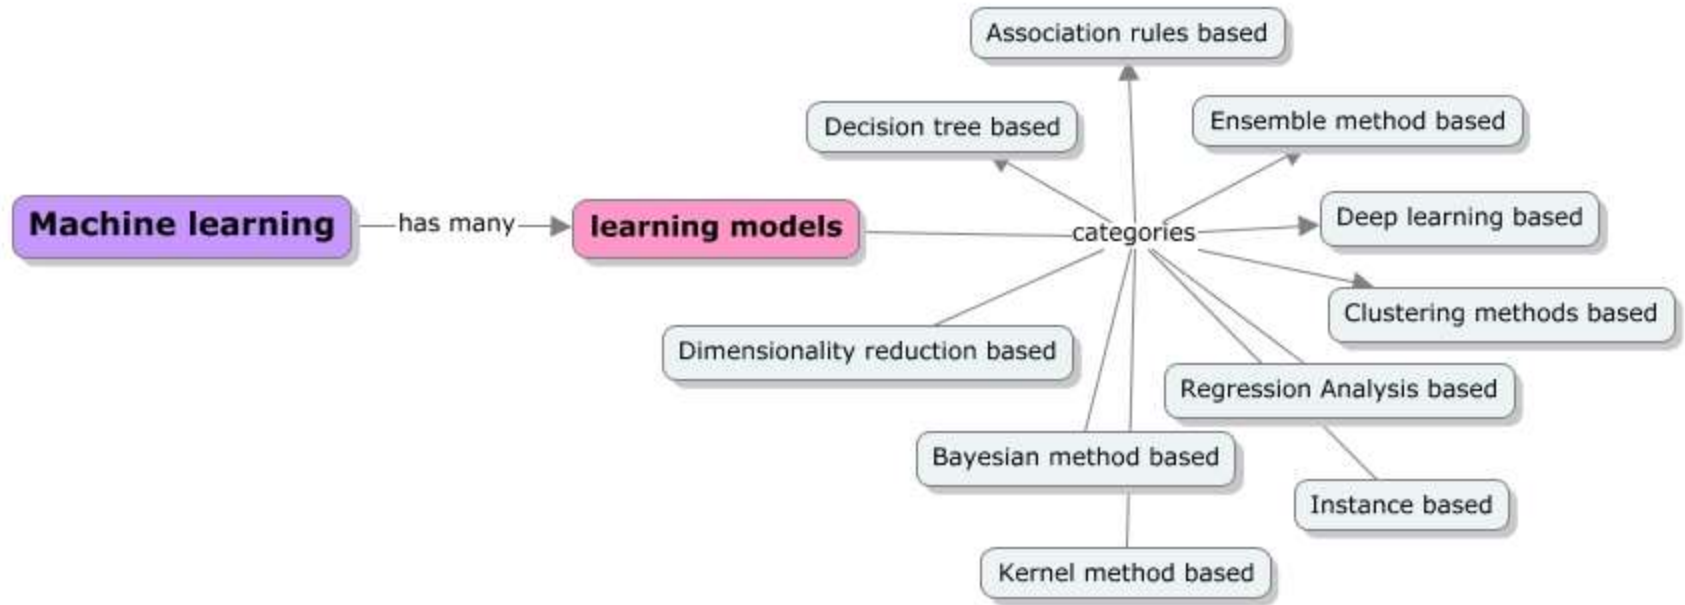 Association rules based
Decision tree based
Ensemble method based
Machine learning
has many
learning models
categories
Deep learning based
Clustering methods based
Dimensionality reduction based
Regression Analysis based
Bayesian method based
Instance based
Kernel method based